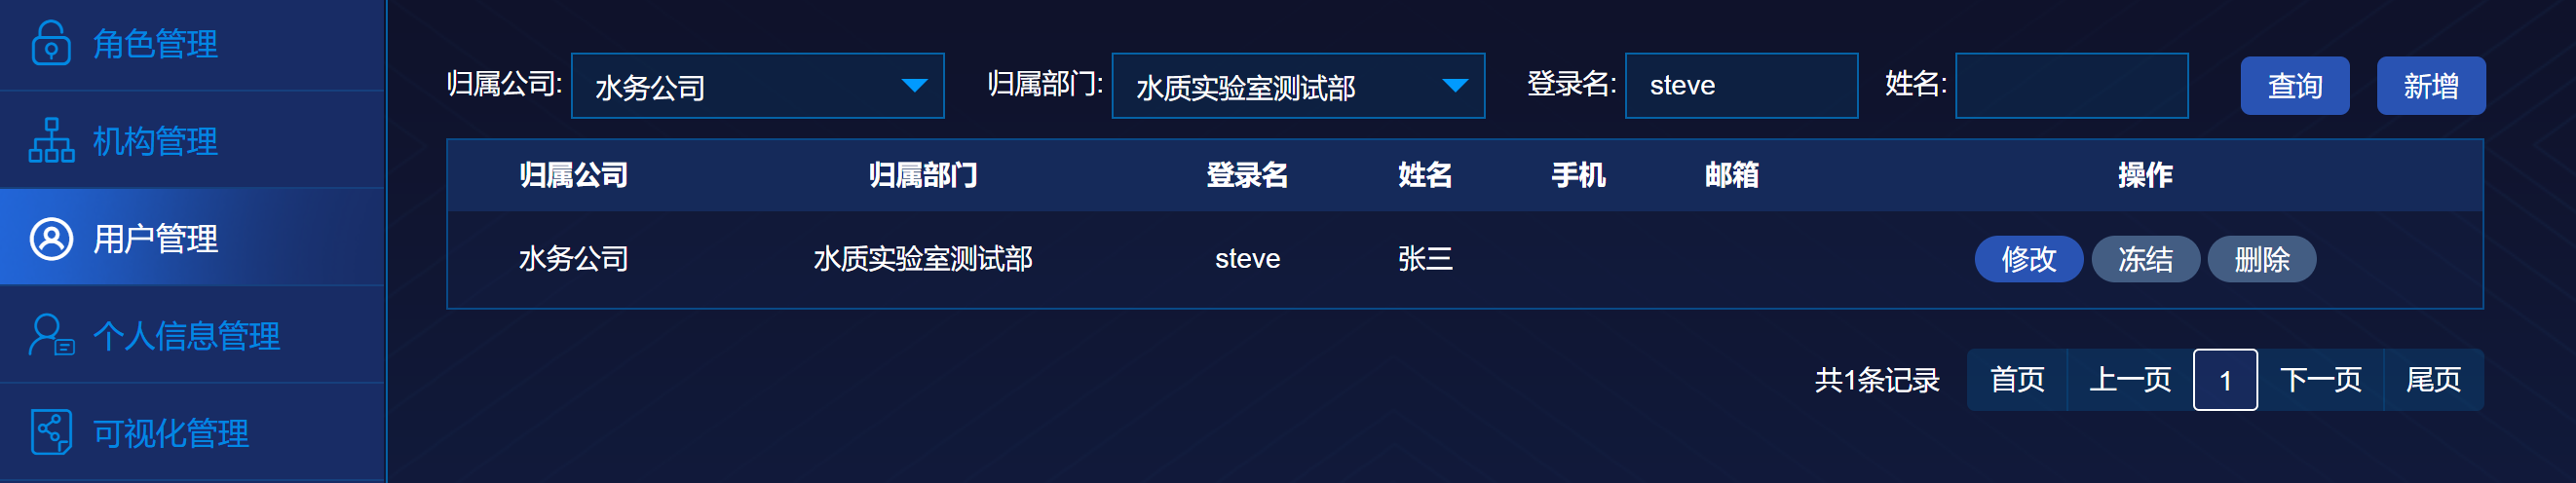 角色管理
机构管理
用户管理
个人信息管理
可视化管理
归属公司: 水务公司 归属部门: 水质实验室测试部 登录名: steve 姓名: 查询 新增
归属公司 归属部门 登录名 姓名 手机 邮箱 操作
水务公司 水质实验室测试部 steve 张三 修改 冻结 删除
共1条记录 首页 上一页 1 下一页 尾页